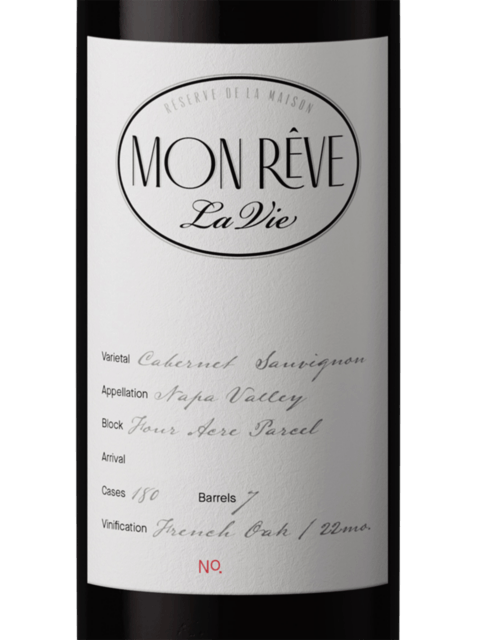 RÉSERVE DE LA MAISON
MON RÊVE
La Vie
Varietal Cabernet Sauvignon
Appellation Napa Valley
Block Four Acre Parcel
Arrival
Cases 180 Barrels 7
Vinification French Oak / 22mo.
No.